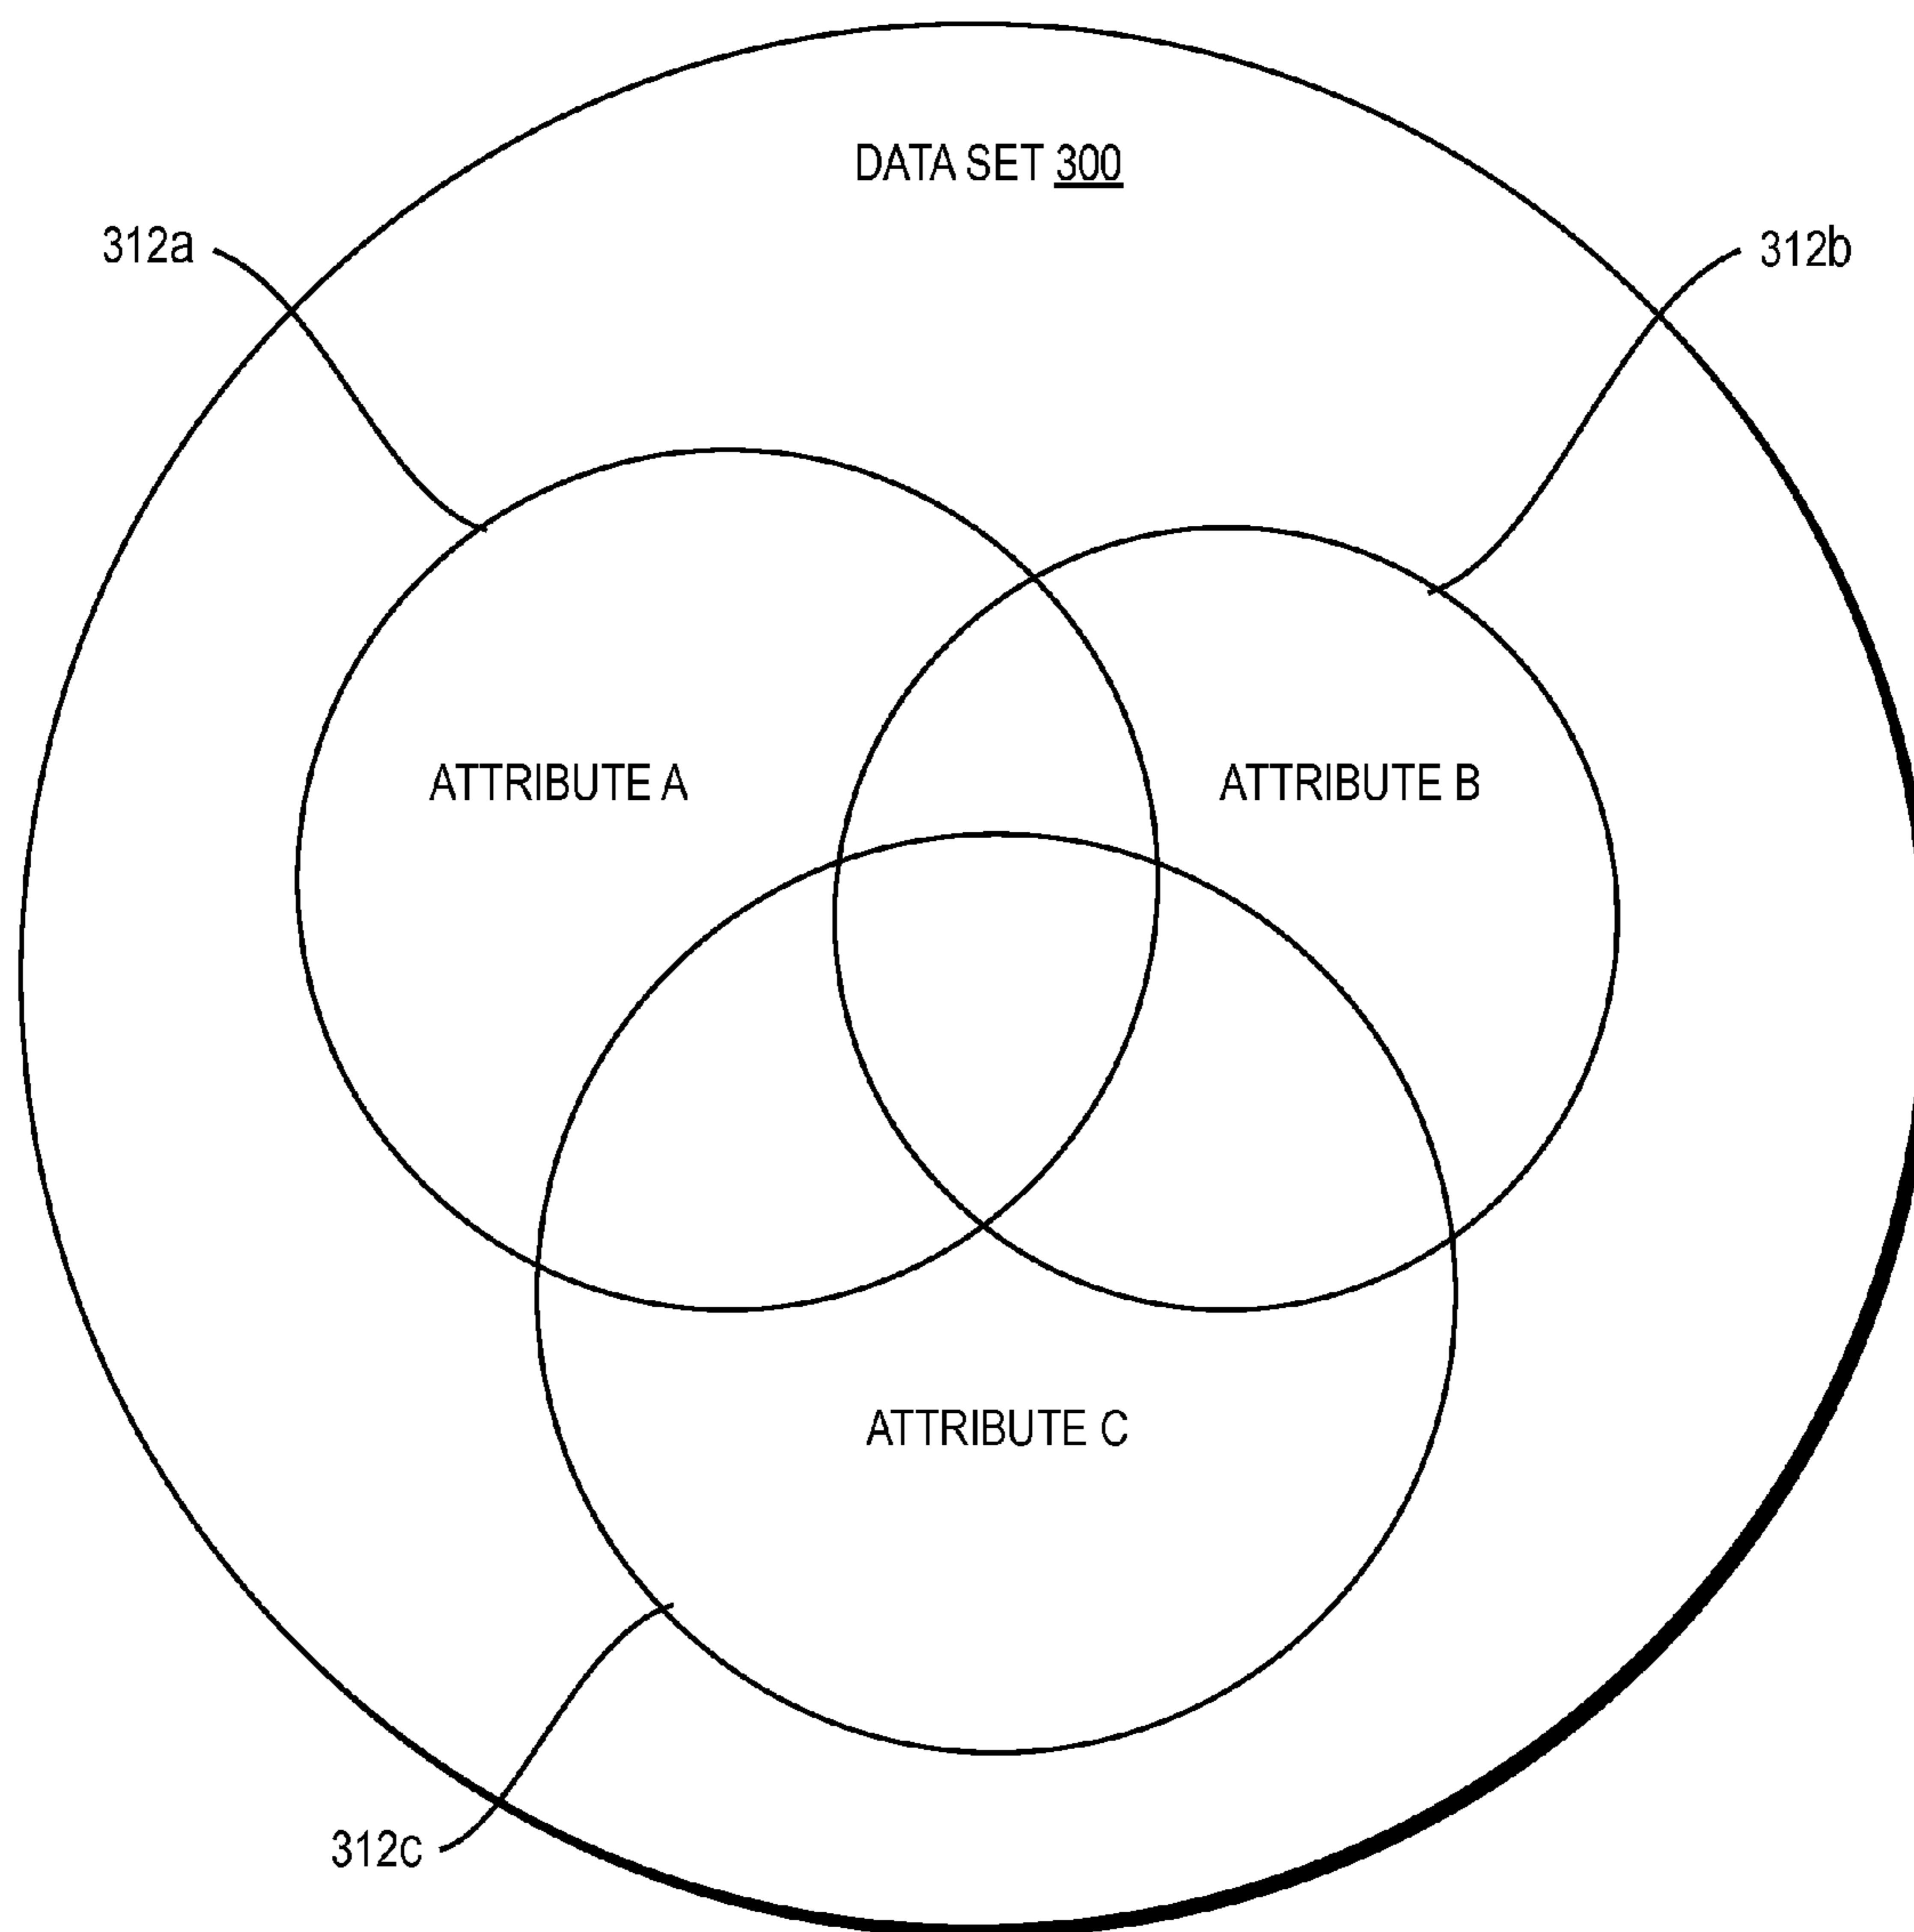 DATA SET 300
312a
312b
ATTRIBUTE A
ATTRIBUTE B
ATTRIBUTE C
312c